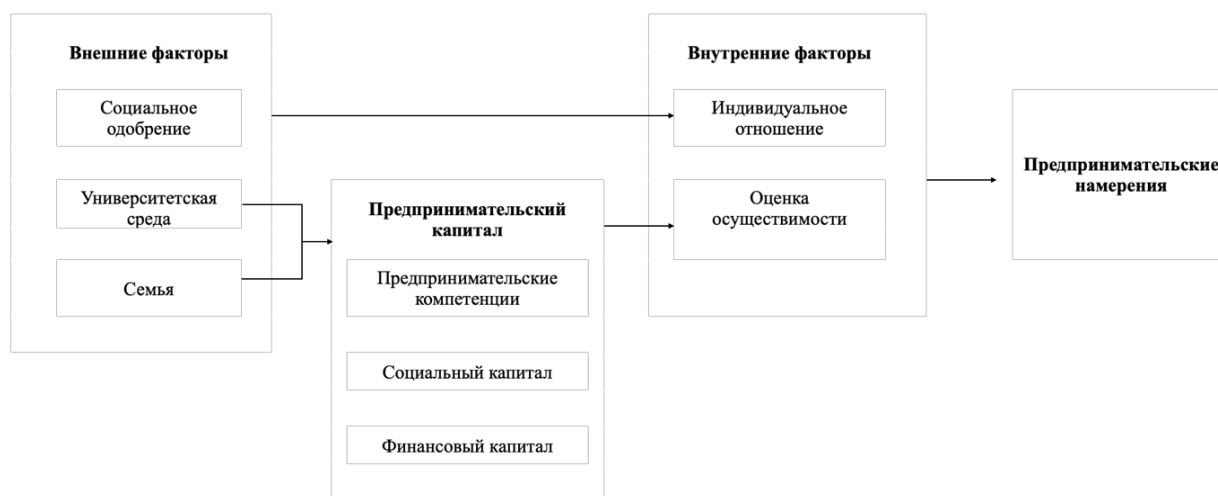 Внешние факторы
Социальное
одобрение
Университетская
среда
Семья
Предпринимательский
капитал
Предпринимательские
компетенции
Социальный капитал
Финансовый капитал
Внутренние факторы
Индивидуальное
отношение
Оценка
осуществимости
Предпринимательские
намерения